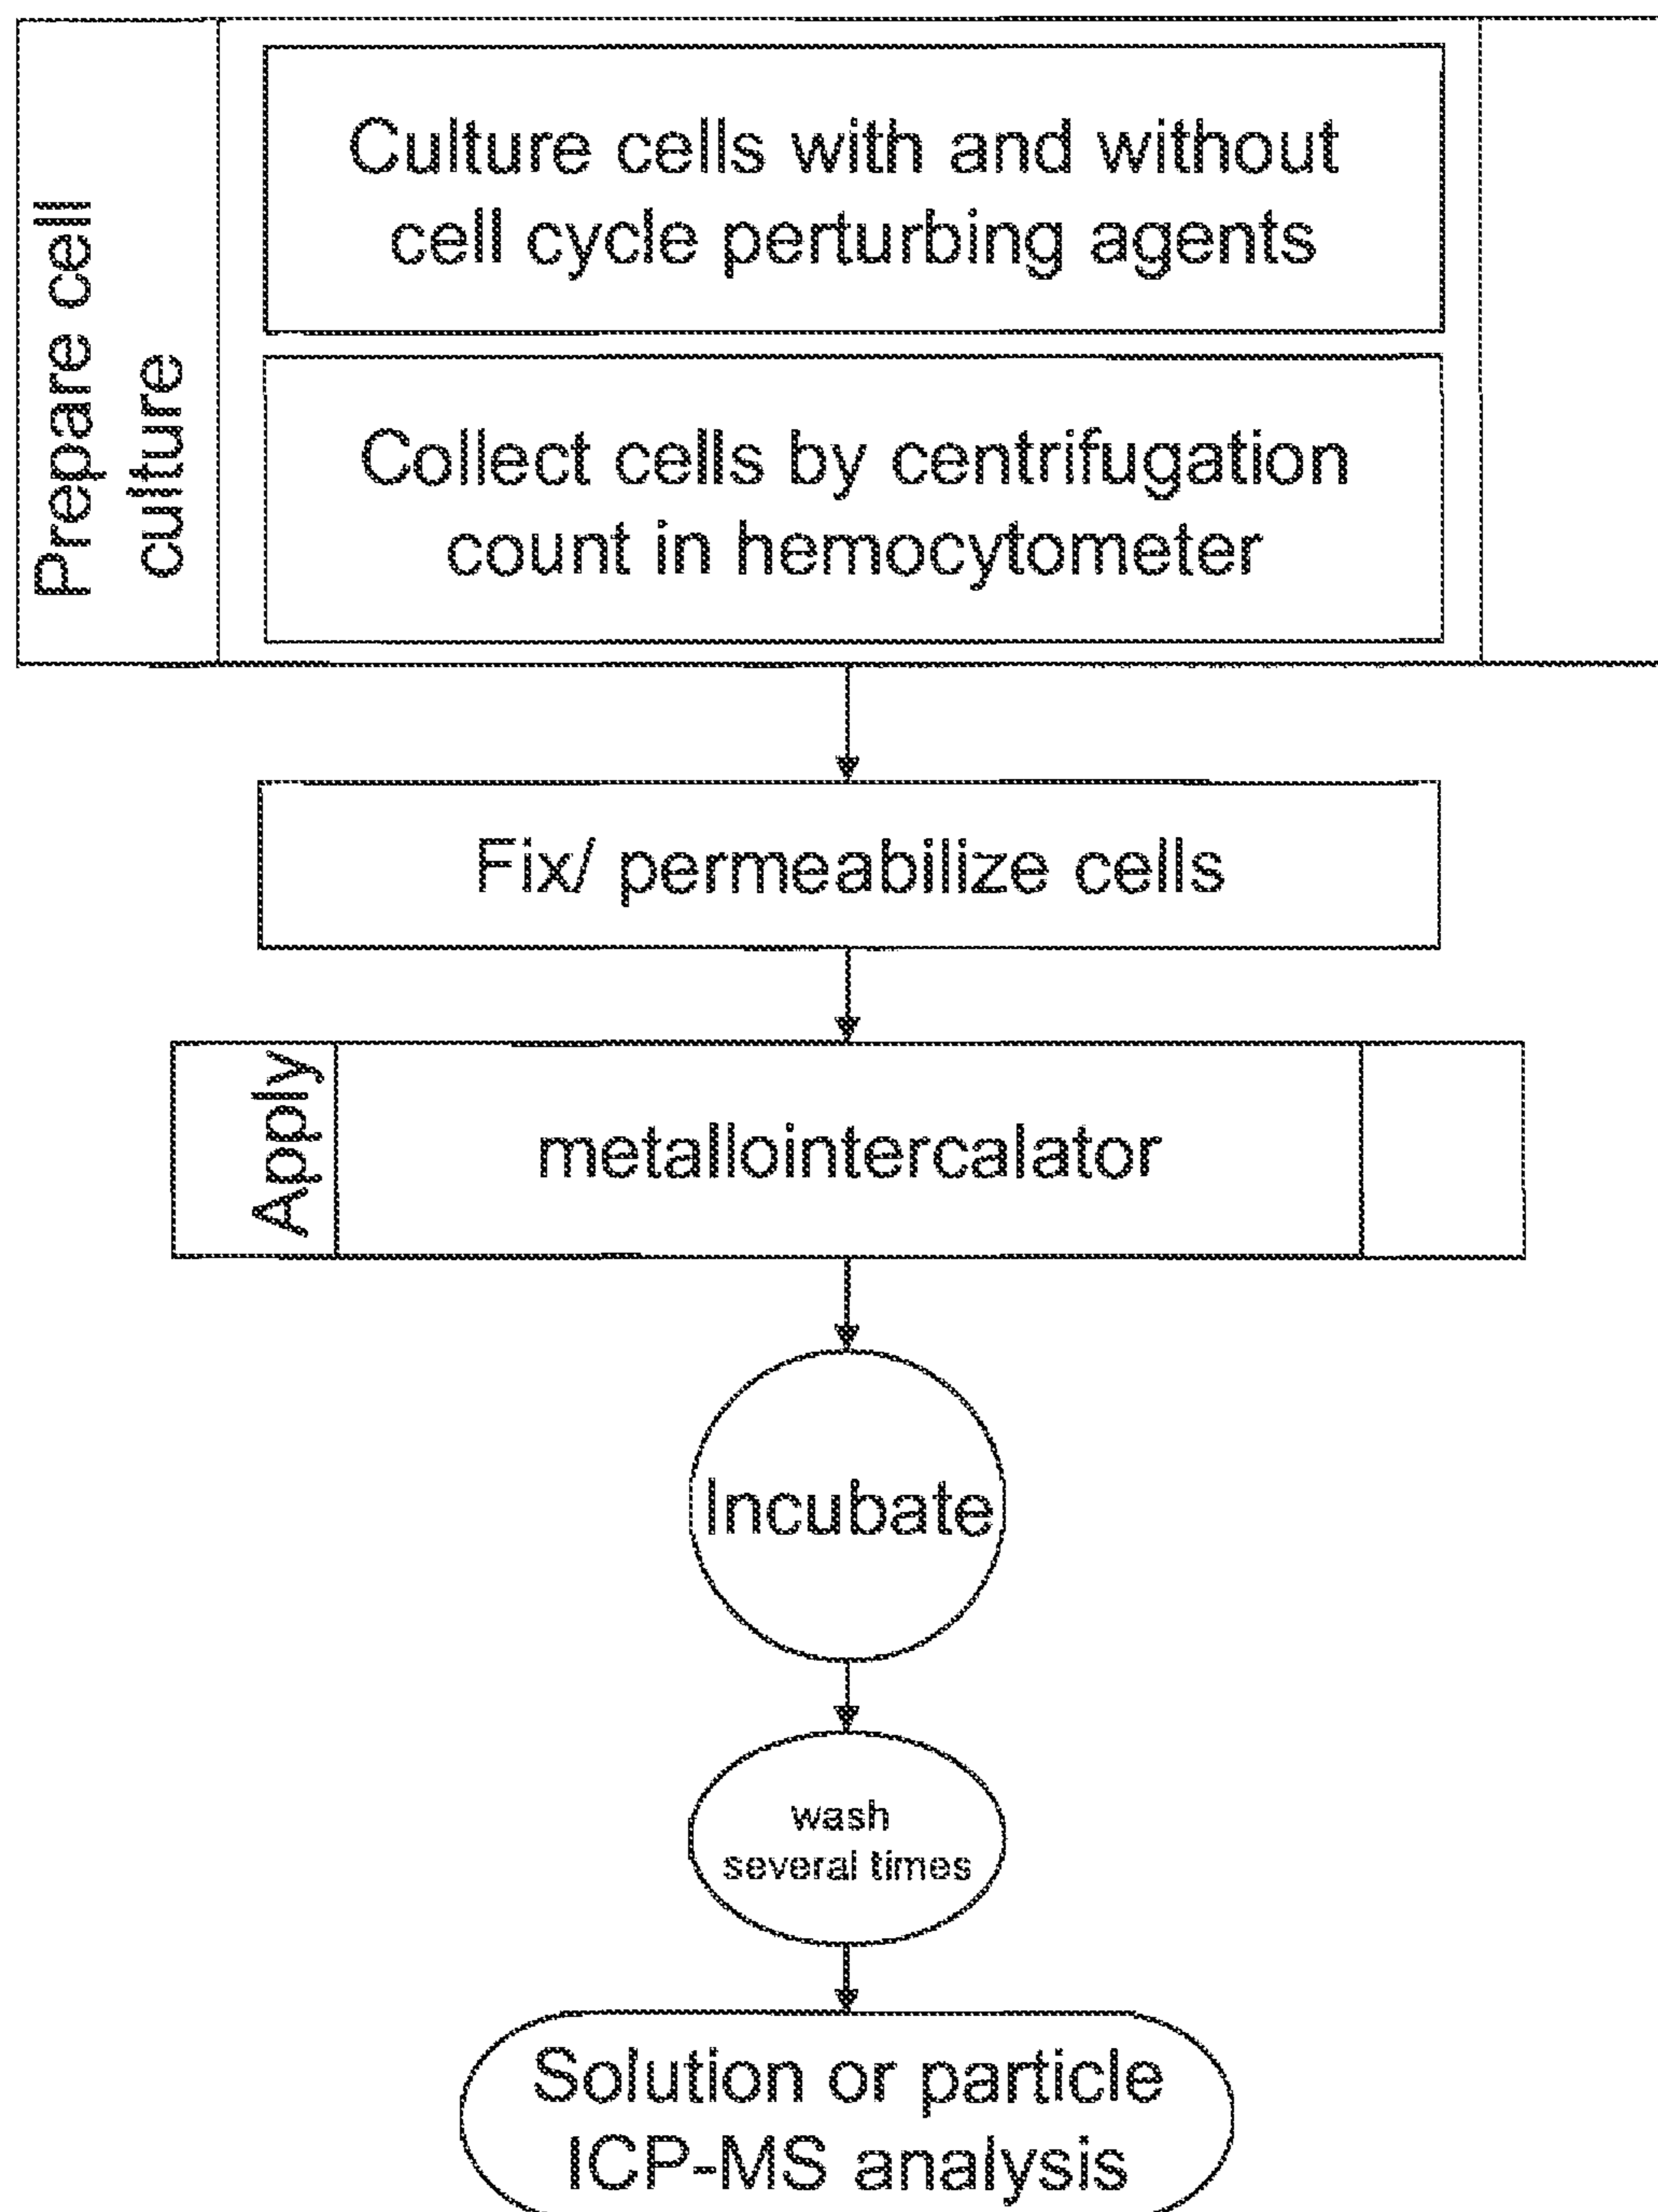 Prepare cell
culture
Culture cells with and without
cell cycle perturbing agents
Collect cells by centrifugation
count in hemocytometer
Fix/ permeabilize cells
Apply
metallointercalator
Incubate
wash
several times
Solution or particle
ICP-MS analysis